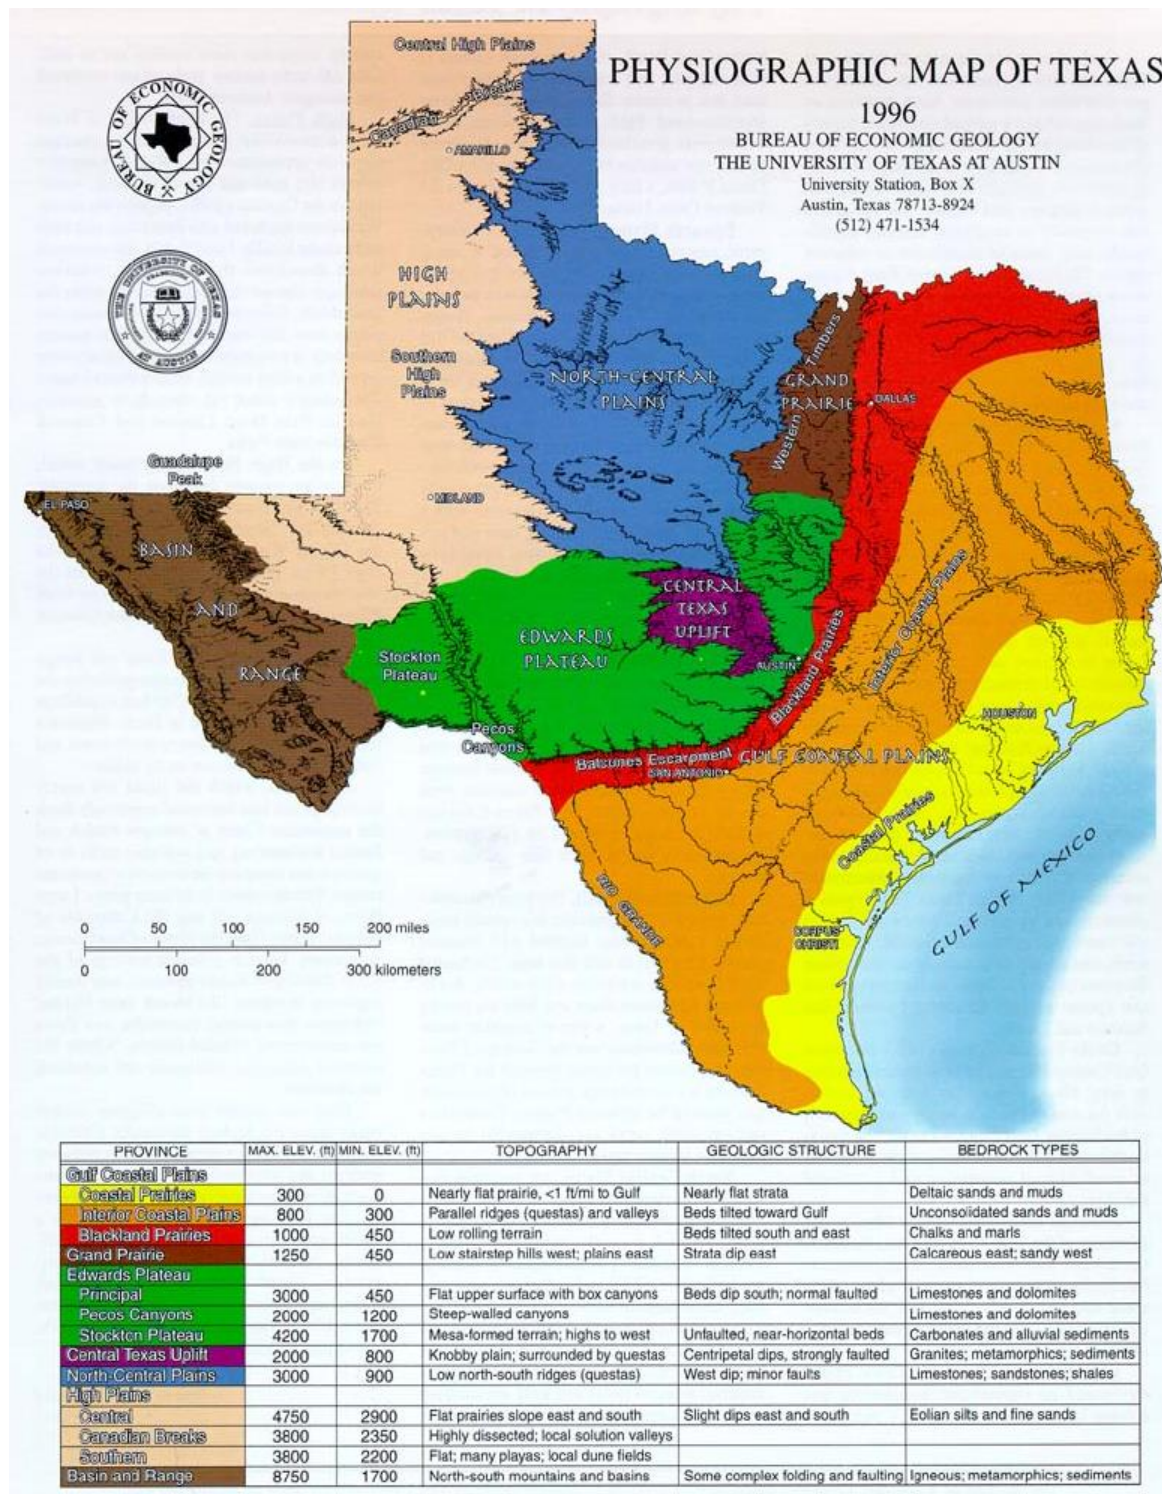 PHYSIOGRAPHIC MAP OF TEXAS
1996
BUREAU OF ECONOMIC GEOLOGY
THE UNIVERSITY OF TEXAS AT AUSTIN
University Station, Box X
Austin, Texas 78713-8924
(512) 471-1534
BUREAU OF ECONOMIC GEOLOGY
THE UNIVERSITY OF TEXAS
AT AUSTIN
Central High Plains
Canadian Breaks
AMARILLO
HIGH
PLAINS
Southern
High
Plains
NORTH-CENTRAL
PLAINS
Western Timbers
GRAND
PRAIRIE
DALLAS
Guadalupe
Peak
EL PASO
MIDLAND
BASIN
AND
RANGE
CENTRAL
TEXAS
UPLIFT
EDWARDS
PLATEAU
Stockton
Plateau
AUSTIN
Blackland Prairies
Interior Coastal Plains
Pecos
Canyons
HOUSTON
Balcones Escarpment
GULF COASTAL PLAINS
SAN ANTONIO
Coastal Prairies
RIO GRANDE
CORPUS
CHRISTI
GULF OF MEXICO
0 50 100 150 200 miles
0 100 200 300 kilometers
PROVINCE MAX. ELEV. (ft) MIN. ELEV. (ft) TOPOGRAPHY GEOLOGIC STRUCTURE BEDROCK TYPES
Gulf Coastal Plains
Coastal Prairies 300 0 Nearly flat prairie, <1 ft/mi to Gulf Nearly flat strata Deltaic sands and muds
Interior Coastal Plains 800 300 Parallel ridges (questas) and valleys Beds tilted toward Gulf Unconsolidated sands and muds
Blackland Prairies 1000 450 Low rolling terrain Beds tilted south and east Chalks and marls
Grand Prairie 1250 450 Low stairstep hills west; plains east Strata dip east Calcareous east; sandy west
Edwards Plateau
Principal 3000 450 Flat upper surface with box canyons Beds dip south; normal faulted Limestones and dolomites
Pecos Canyons 2000 1200 Steep-walled canyons Limestones and dolomites
Stockton Plateau 4200 1700 Mesa-formed terrain; highs to west Unfaulted, near-horizontal beds Carbonates and alluvial sediments
Central Texas Uplift 2000 800 Knobby plain; surrounded by questas Centripetal dips, strongly faulted Granites; metamorphics; sediments
North-Central Plains 3000 900 Low north-south ridges (questas) West dip; minor faults Limestones; sandstones; shales
High Plains
Central 4750 2900 Flat prairies slope east and south Slight dips east and south Eolian silts and fine sands
Canadian Breaks 3800 2350 Highly dissected; local solution valleys
Southern 3800 2200 Flat; many playas; local dune fields
Basin and Range 8750 1700 North-south mountains and basins Some complex folding and faulting Igneous; metamorphics; sediments